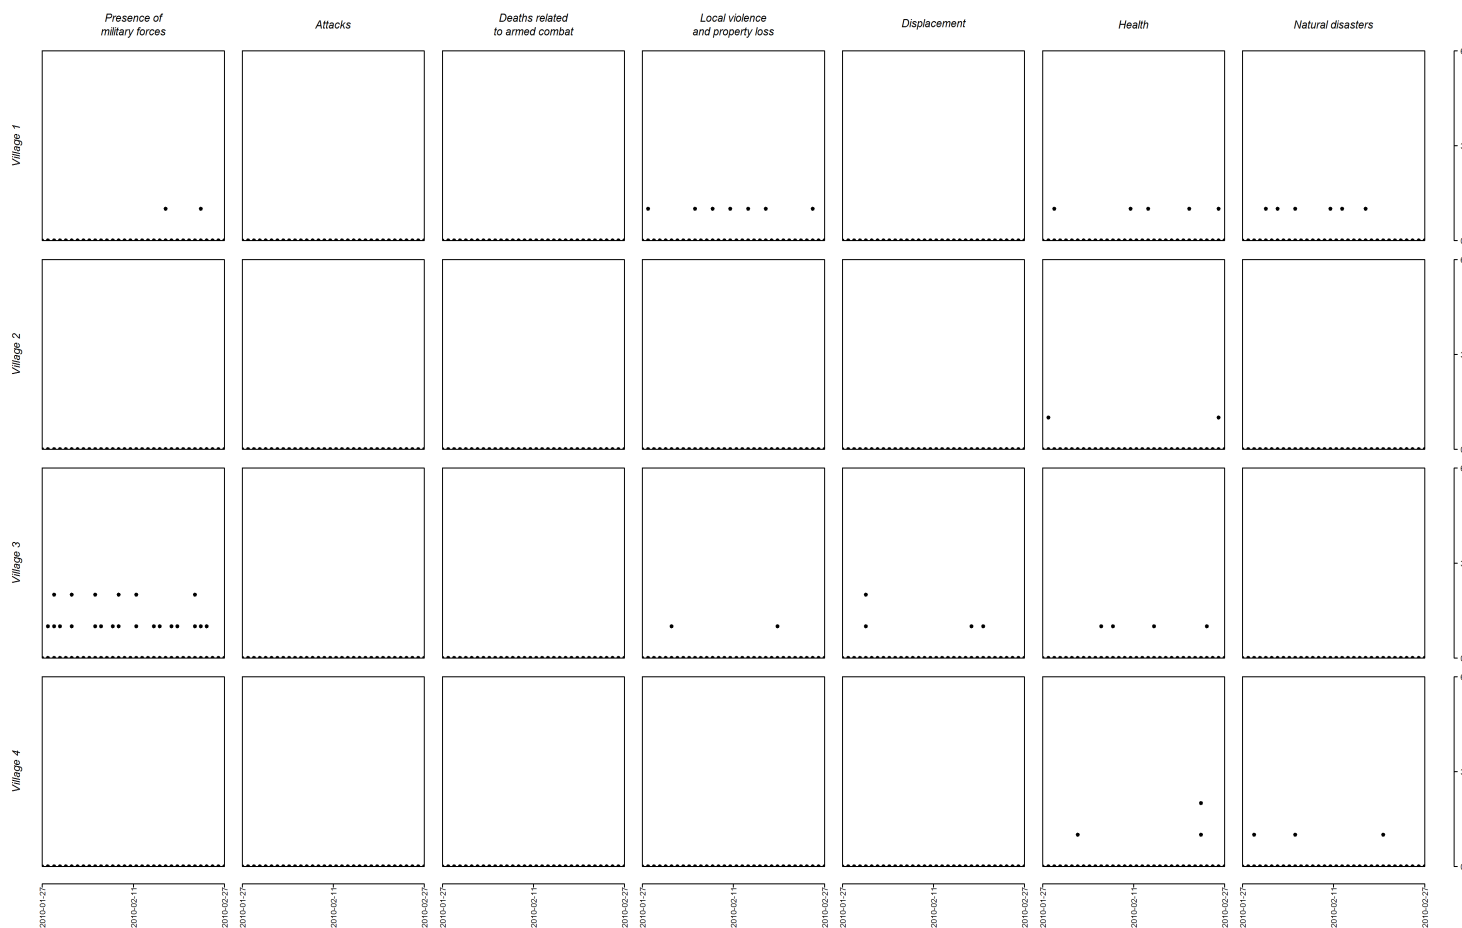 Presence of
military forces
Attacks
Deaths related
to armed combat
Local violence
and property loss
Displacement
Health
Natural disasters
Village 1
Village 2
Village 3
Village 4
2010-01-27
2010-02-11
2010-02-27
2010-01-27
2010-02-11
2010-02-27
2010-01-27
2010-02-11
2010-02-27
2010-01-27
2010-02-11
2010-02-27
2010-01-27
2010-02-11
2010-02-27
2010-01-27
2010-02-11
2010-02-27
2010-01-27
2010-02-11
2010-02-27